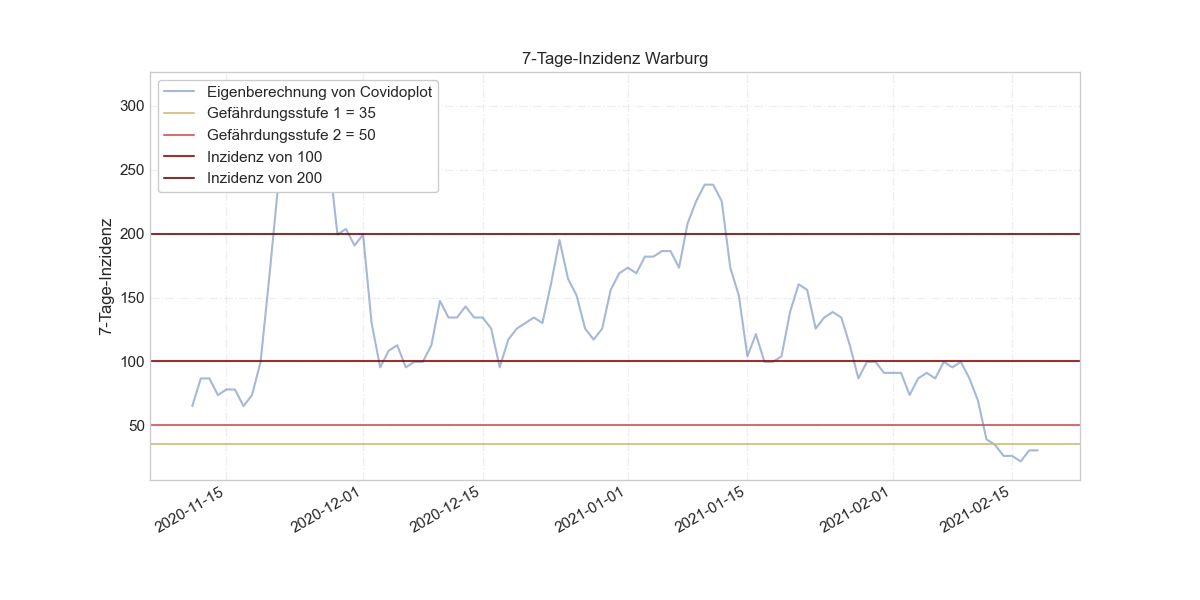 7-Tage-Inzidenz Warburg
Eigenberechnung von Covidoplot
Gefährdungsstufe 1 = 35
Gefährdungsstufe 2 = 50
Inzidenz von 100
Inzidenz von 200
7-Tage-Inzidenz
300
250
200
150
100
50
2020-11-15
2020-12-01
2020-12-15
2021-01-01
2021-01-15
2021-02-01
2021-02-15